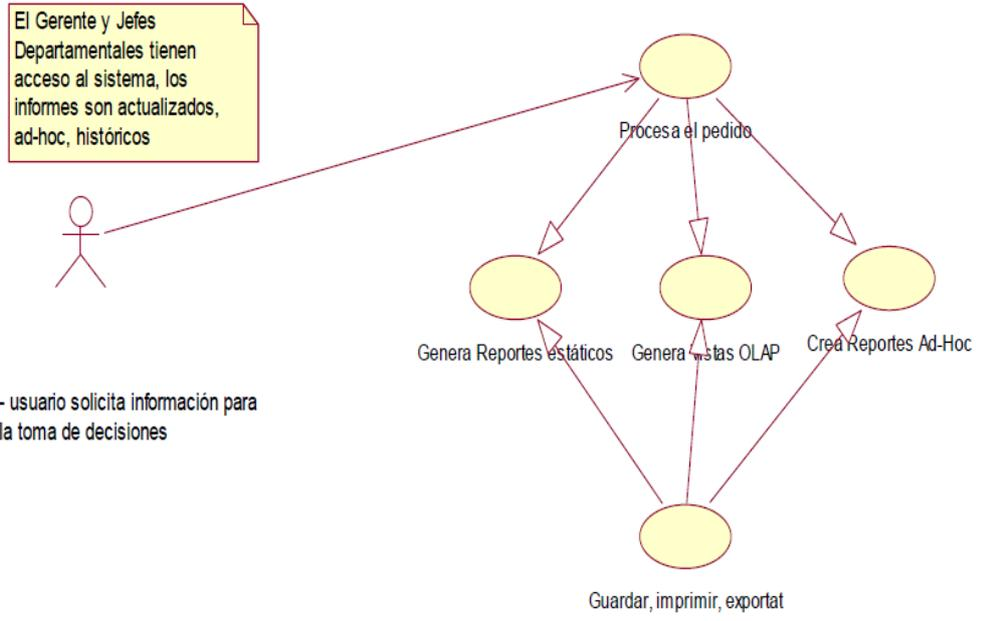 El Gerente y Jefes
Departamentales tienen
acceso al sistema, los
informes son actualizados,
ad-hoc, históricos
Procesa el pedido
Genera Reportes estáticos
Genera vistas OLAP
Crea Reportes Ad-Hoc
- usuario solicita información para
la toma de decisiones
Guardar, imprimir, exportat